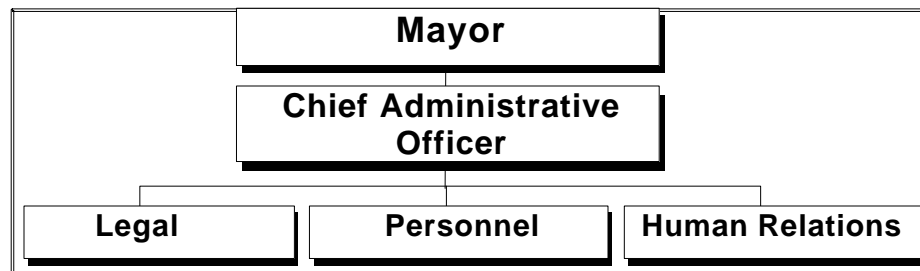 Mayor
Chief Administrative
Officer
Legal
Personnel
Human Relations